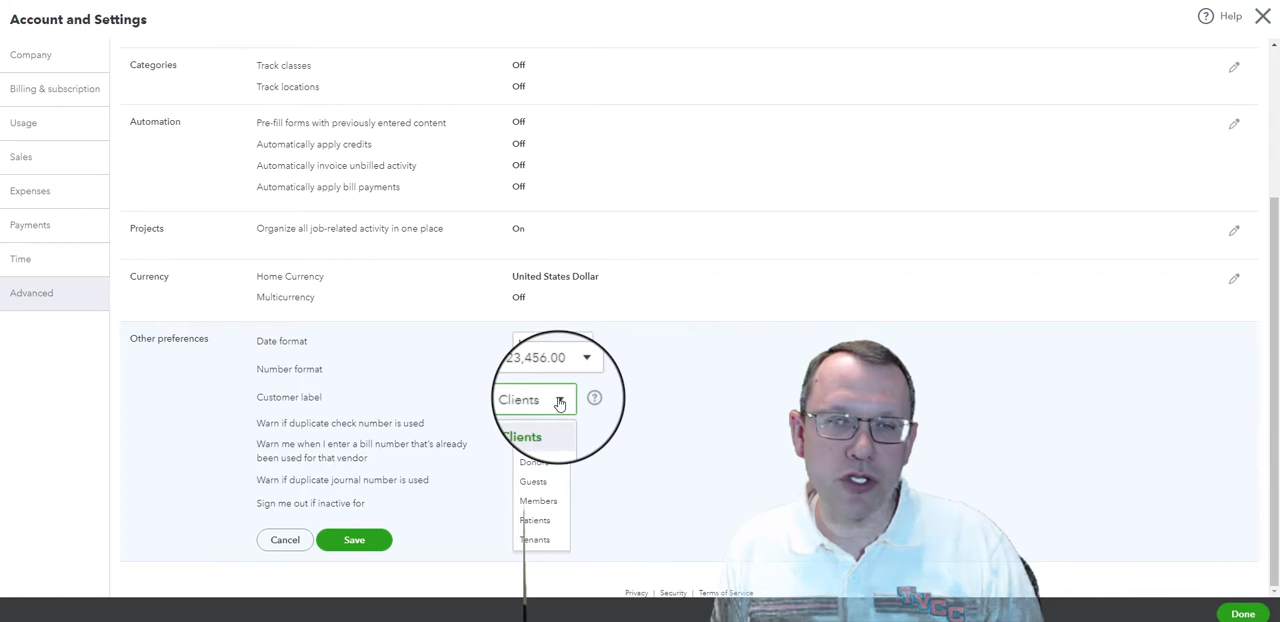 Account and Settings
Help
Company
Billing & subscription
Usage
Sales
Expenses
Payments
Time
Advanced
Categories
Track classes
Off
Track locations
Off
Automation
Pre-fill forms with previously entered content
Off
Automatically apply credits
Off
Automatically invoice unbilled activity
Off
Automatically apply bill payments
Off
Projects
Organize all job-related activity in one place
On
Currency
Home Currency
United States Dollar
Multicurrency
Off
Other preferences
Date format
Number format
23,456.00
Customer label
Clients
Clients
Donors
Guests
Members
Patients
Tenants
Warn if duplicate check number is used
Warn me when I enter a bill number that's already
been used for that vendor
Warn if duplicate journal number is used
Sign me out if inactive for
Cancel
Save
Privacy | Security | Terms of Service
TVCC
Done